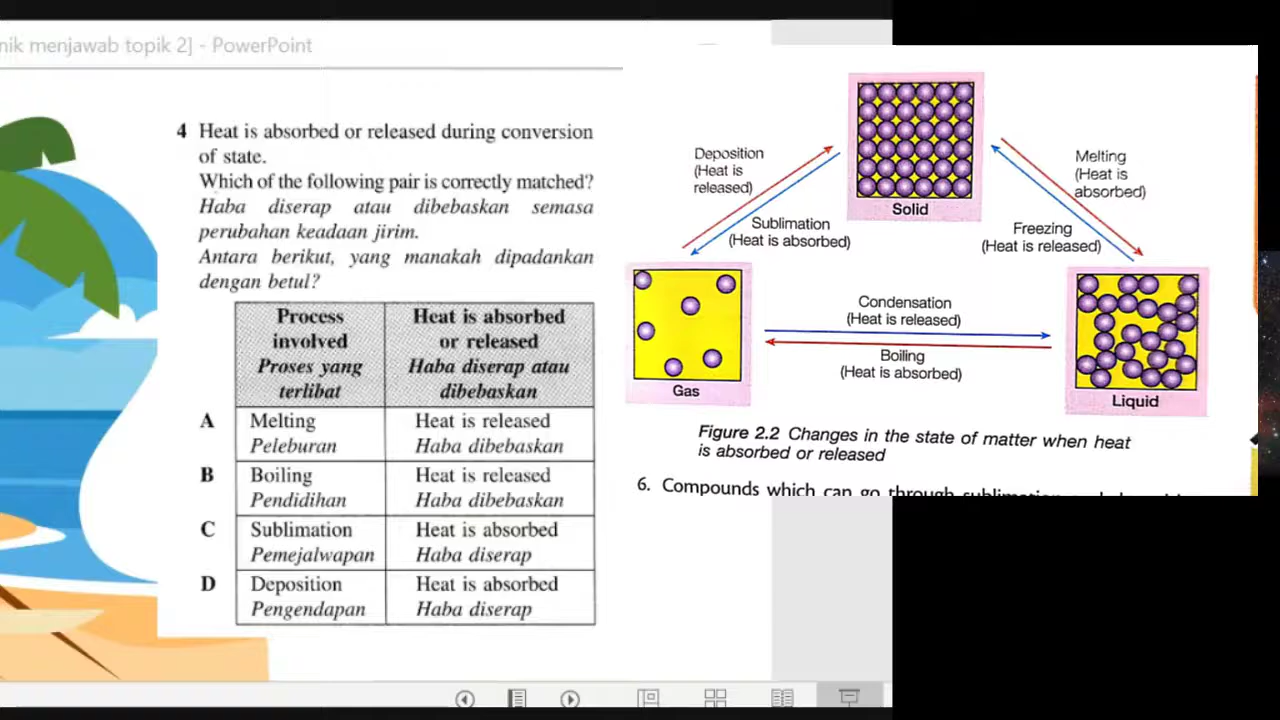 nik menjawab topik 2] - PowerPoint
4 Heat is absorbed or released during conversion
of state.
Which of the following pair is correctly matched?
Haba diserap atau dibebaskan semasa
perubahan keadaan jirim.
Antara berikut, yang manakah dipadankan
dengan betul?
Process involved Proses yang terlibat
Heat is absorbed or released Haba diserap atau dibebaskan
A Melting Heat is released
Peleburan Haba dibebaskan
B Boiling Heat is released
Pendidihan Haba dibebaskan
C Sublimation Heat is absorbed
Pemejalwapan Haba diserap
D Deposition Heat is absorbed
Pengendapan Haba diserap
Deposition
(Heat is
released)
Sublimation
(Heat is absorbed)
Solid
Melting
(Heat is
absorbed)
Freezing
(Heat is released)
Gas
Condensation
(Heat is released)
Boiling
(Heat is absorbed)
Liquid
Figure 2.2 Changes in the state of matter when heat
is absorbed or released
6. Compounds which can go through sublimation